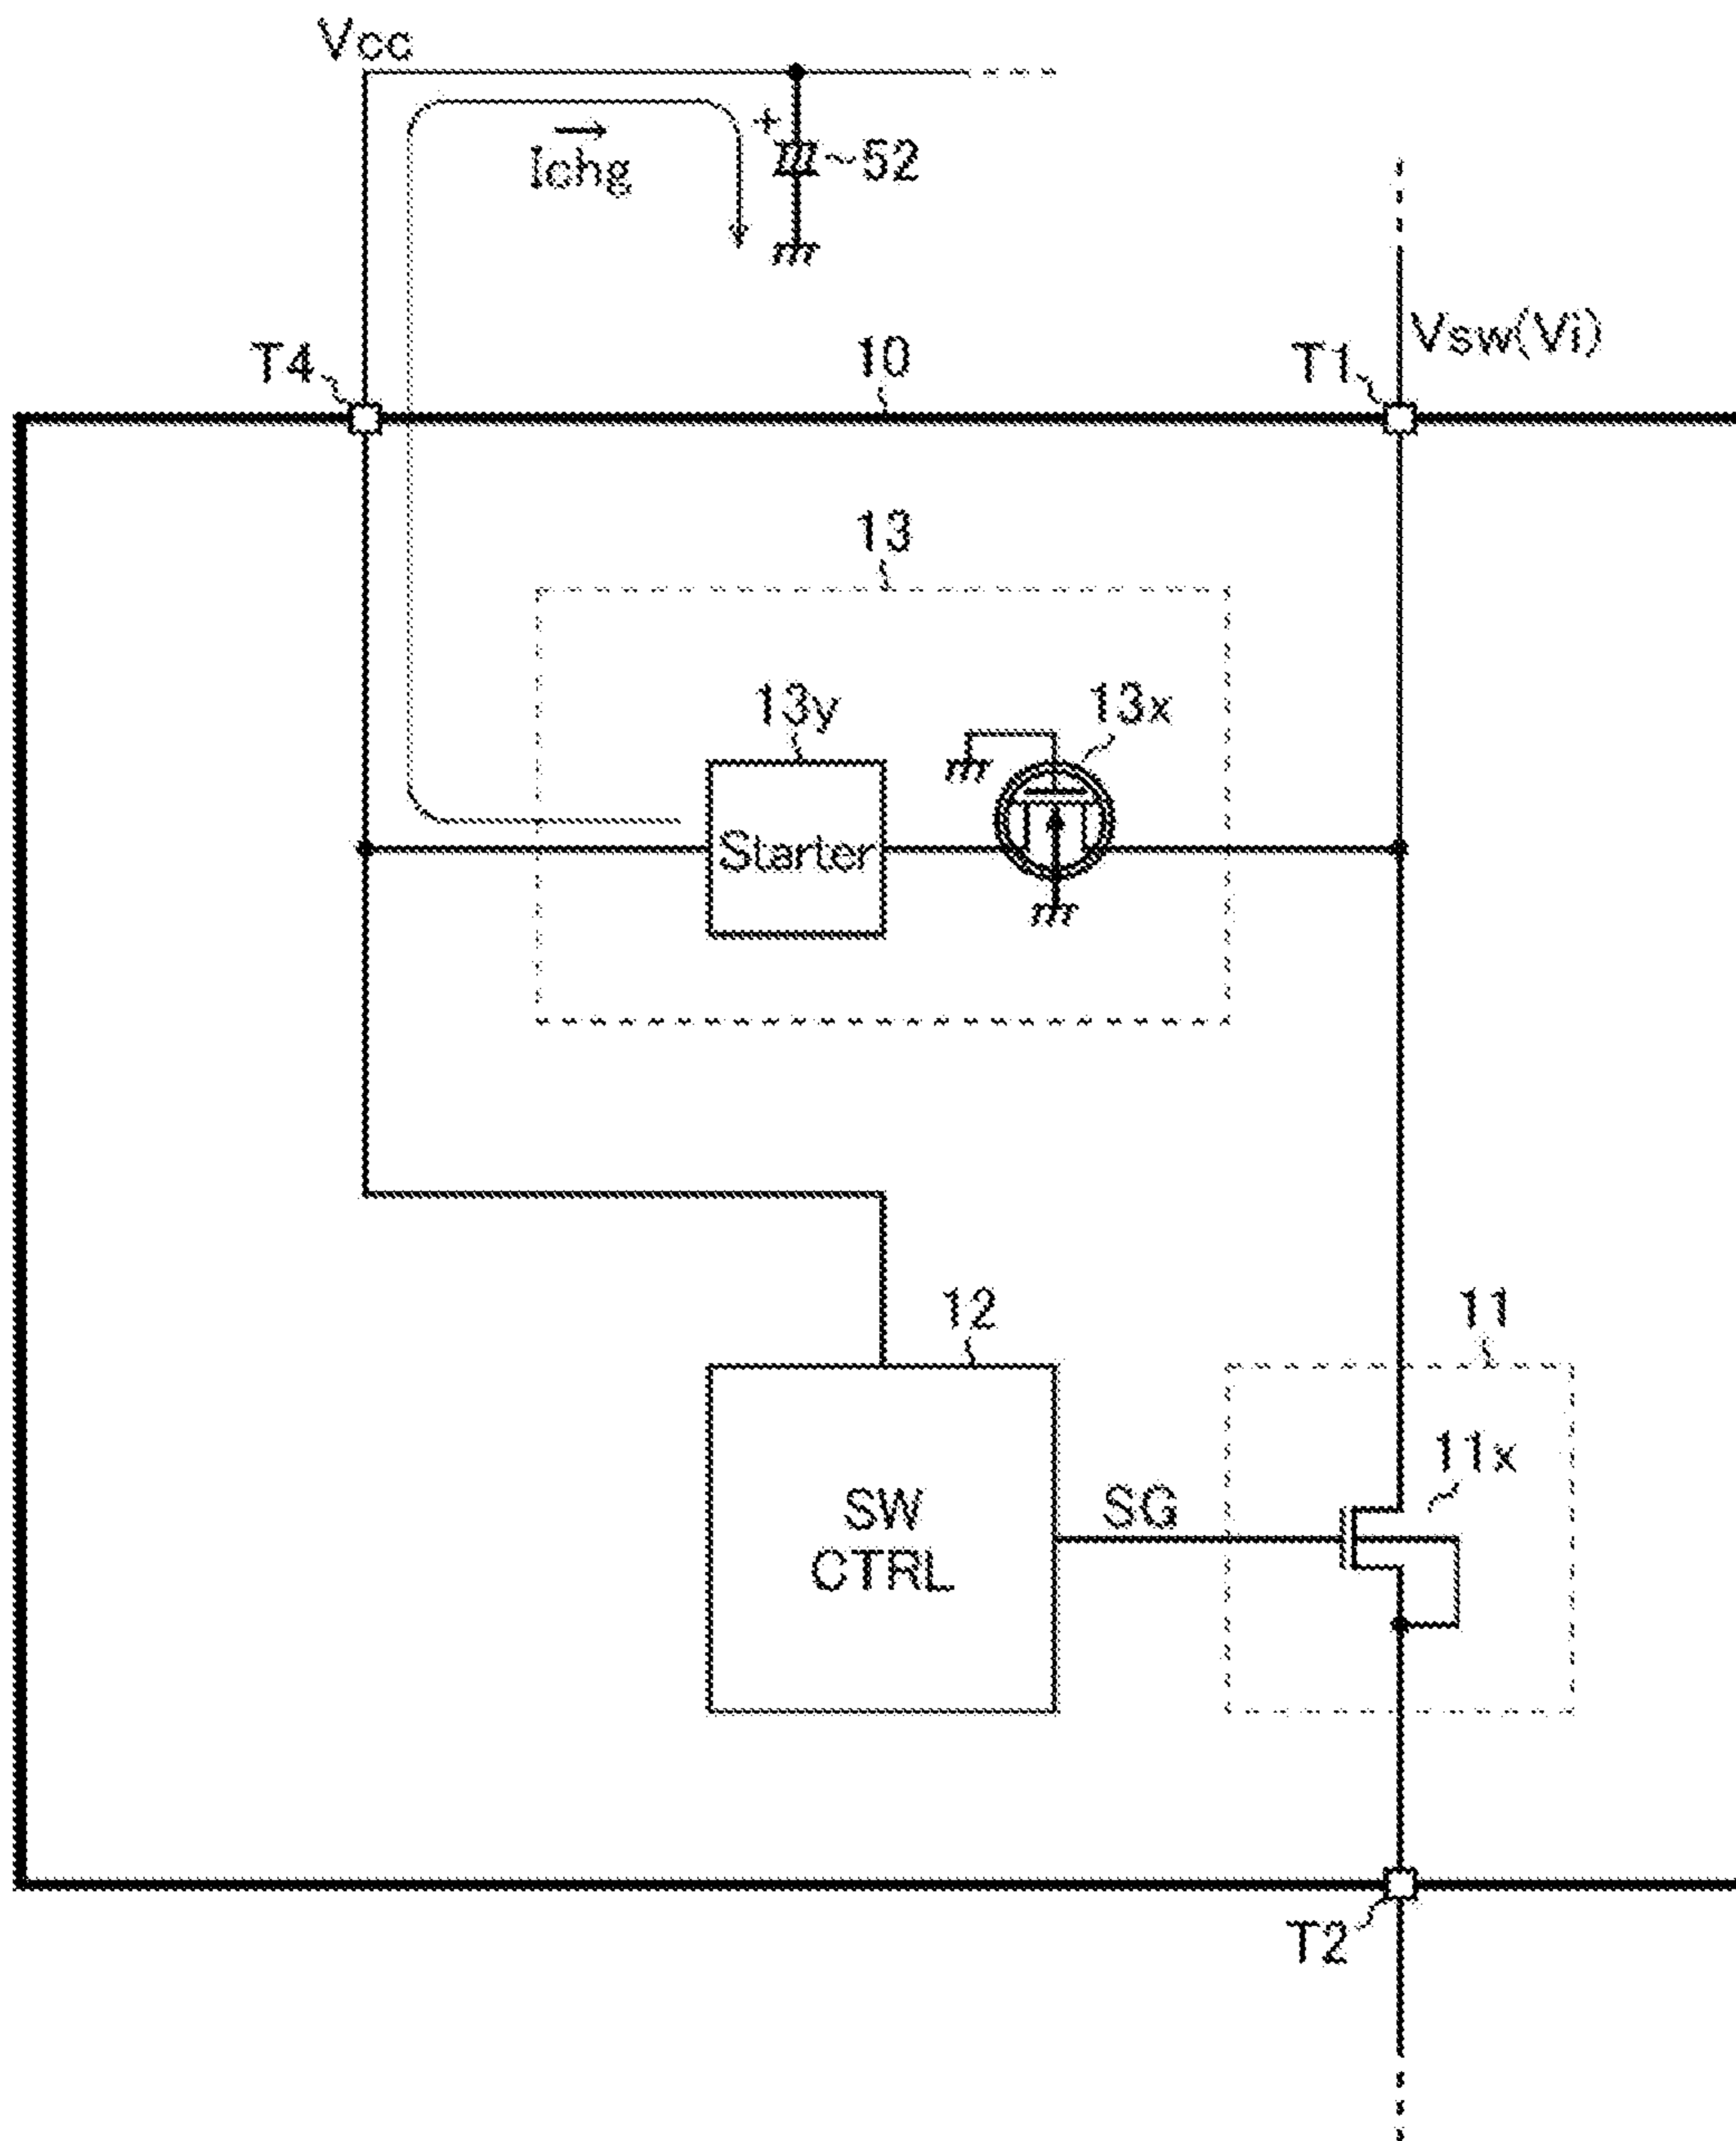 Vcc
+
Ichg
~52
Vsw(Vi)
T4
10
T1
13
13y
13x
Starter
12
11
11x
SW
CTRL
SG
T2